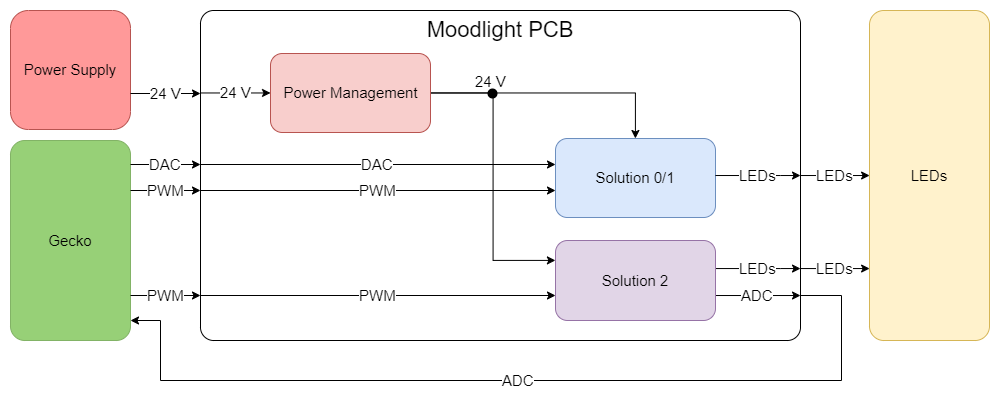 Moodlight PCB
Power Supply
24 V
24 V
Power Management
24 V
DAC
DAC
PWM
PWM
Solution 0/1
LEDs
LEDs
LEDs
Gecko
PWM
PWM
Solution 2
LEDs
LEDs
ADC
ADC